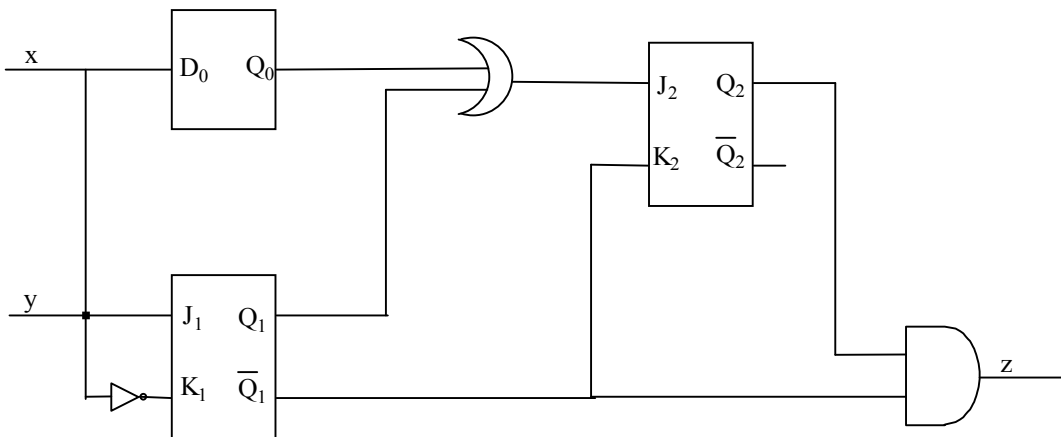 x
D₀ Q₀
J₂ Q₂
K₂ Q̅₂
y
J₁ Q₁
K₁ Q̅₁
z